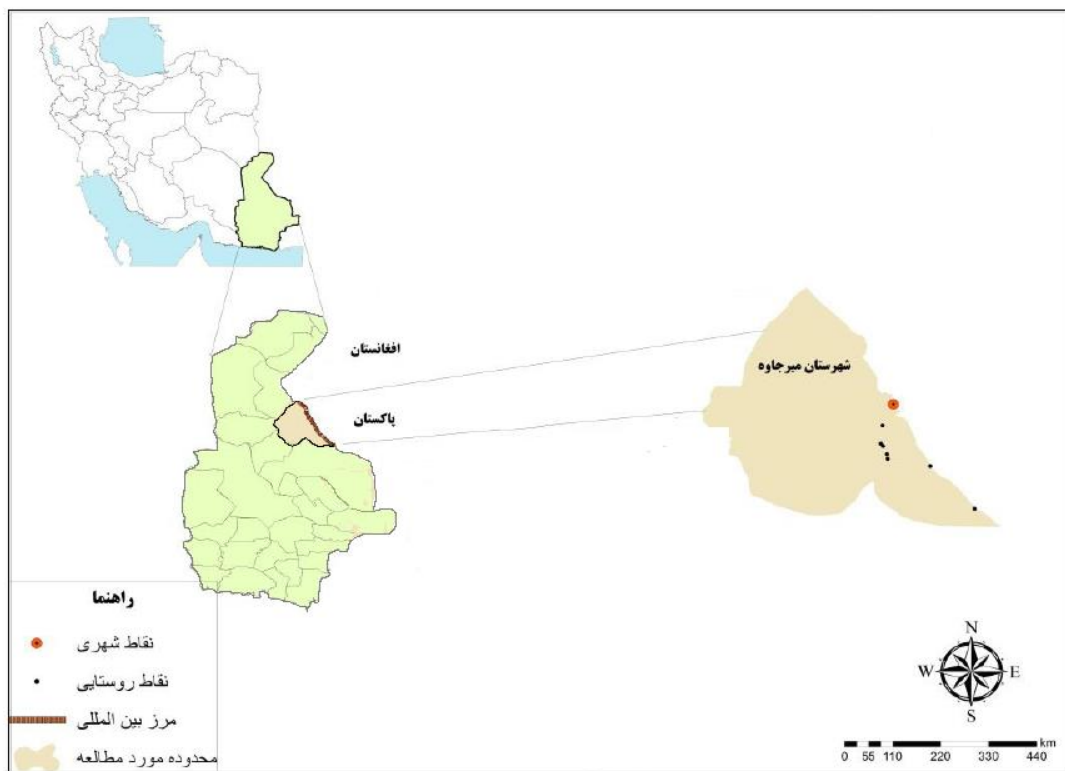 افغانستان
پاکستان
شهرستان میرجاوه
راهنما
نقاط شهری
نقاط روستایی
مرز بین المللی
محدوده مورد مطالعه
N
W E
S
km
0 55 110 220 330 440